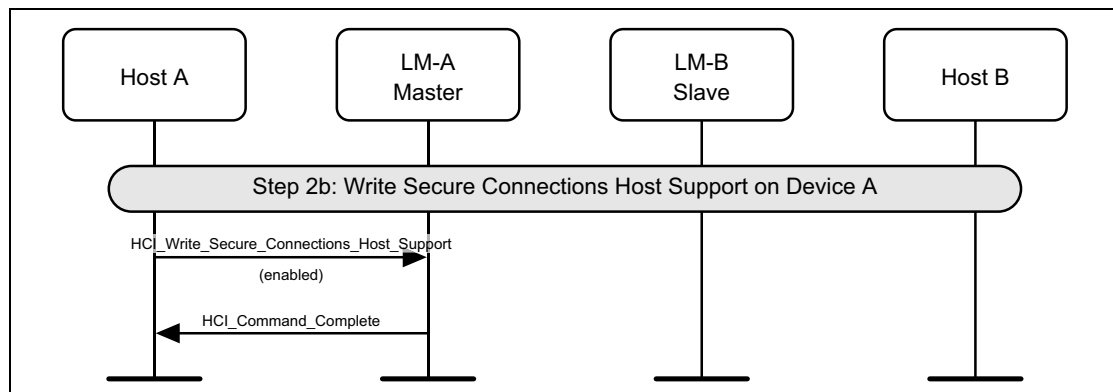 Host A
LM-A
Master
LM-B
Slave
Host B
Step 2b: Write Secure Connections Host Support on Device A
HCI_Write_Secure_Connections_Host_Support
(enabled)
HCI_Command_Complete